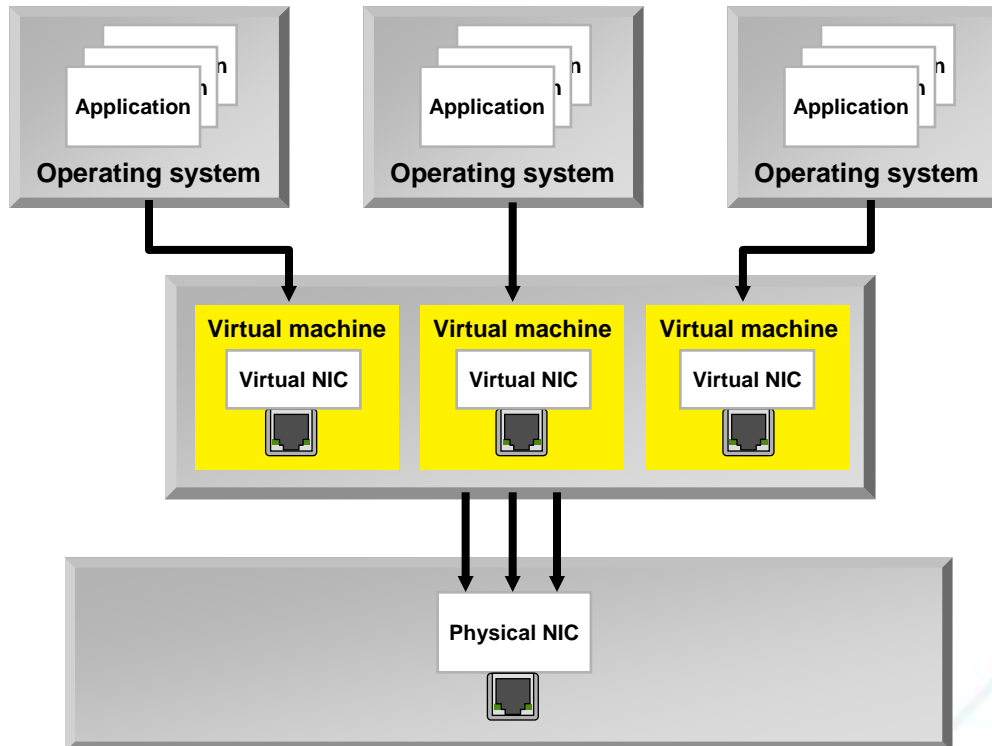 Application
Application
Application
Operating system
Operating system
Operating system
Virtual machine
Virtual machine
Virtual machine
Virtual NIC
Virtual NIC
Virtual NIC
Physical NIC